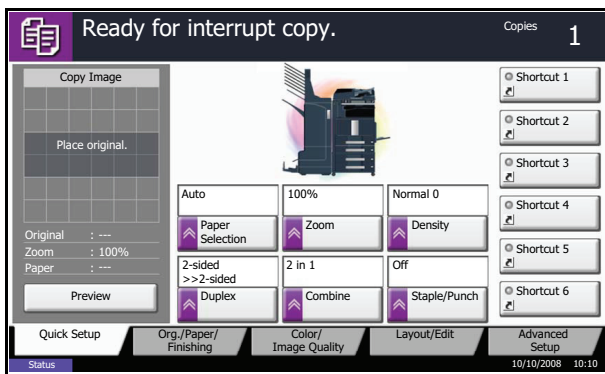 Ready for interrupt copy.
Copies 1
Copy Image
Place original.
Original : ---
Zoom : 100%
Paper : ---
Preview
Auto
Paper
Selection
100%
Zoom
Normal 0
Density
2-sided
>>2-sided
Duplex
2 in 1
Combine
Off
Staple/Punch
Shortcut 1
Shortcut 2
Shortcut 3
Shortcut 4
Shortcut 5
Shortcut 6
Quick Setup
Org./Paper/
Finishing
Color/
Image Quality
Layout/Edit
Advanced
Setup
Status
10/10/2008 10:10